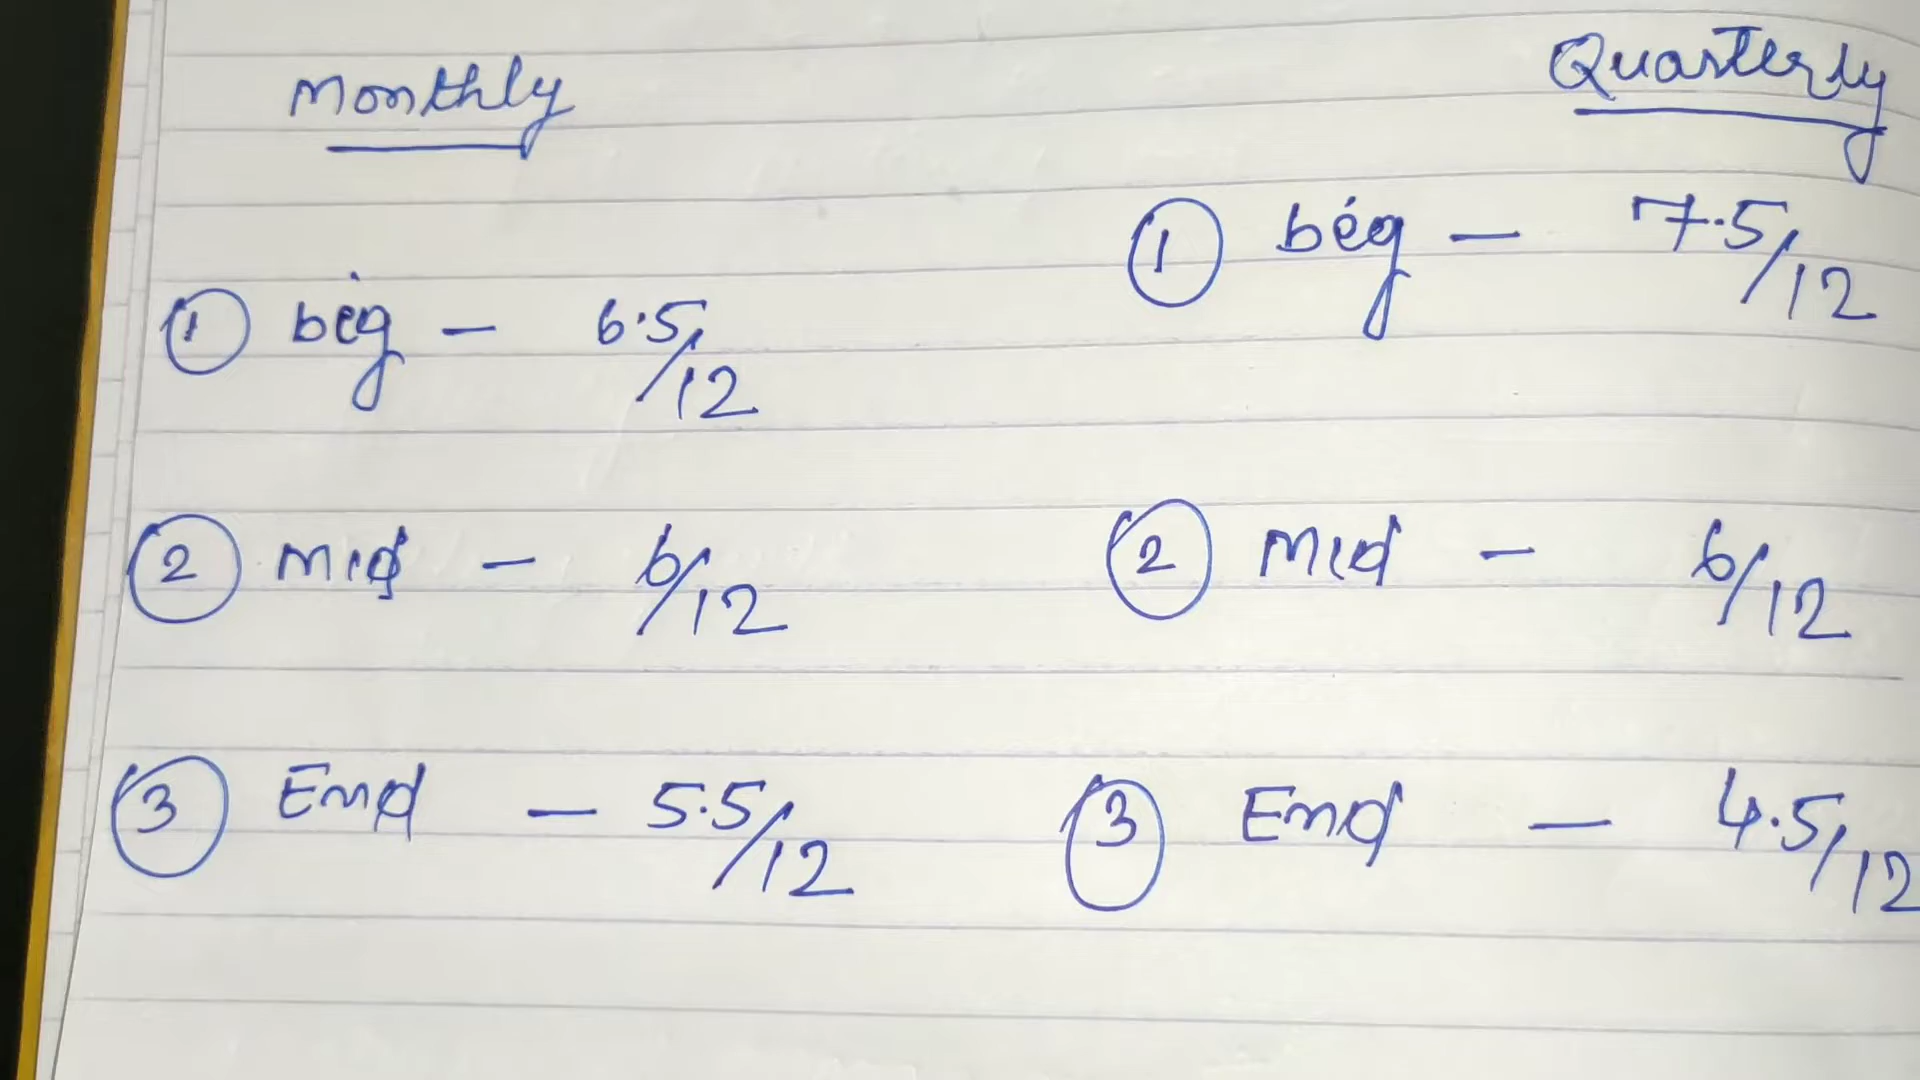 Monthly
① beg - 6.5/12
② Mid - 6/12
③ End - 5.5/12
Quarterly
① beg - 7.5/12
② Mid - 6/12
③ End - 4.5/12